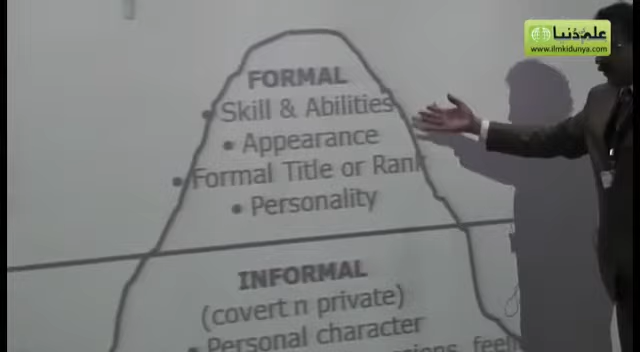 علم کی دنیا
www.ilmkidunya.com
FORMAL
• Skill & Abilities
• Appearance
• Formal Title or Rank
• Personality
INFORMAL
(covert n private)
• Personal character